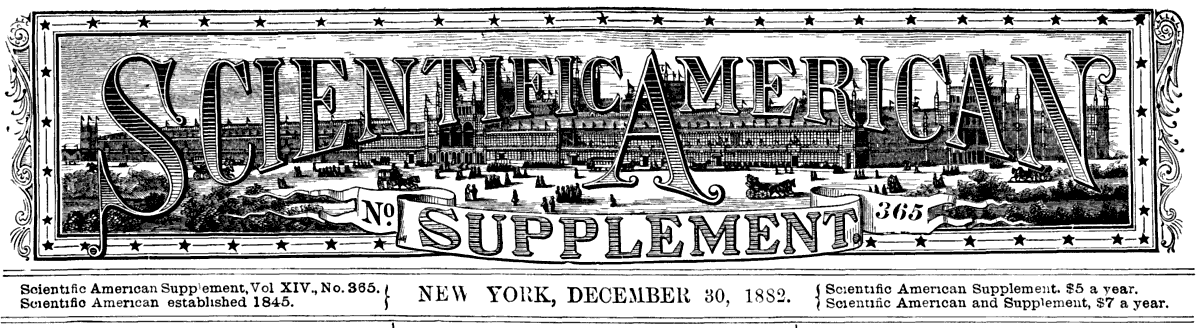 SCIENTIFIC AMERICAN
No. SUPPLEMENT. 365
Scientific American Supplement, Vol XIV., No. 365.
Scientific American established 1845.
NEW YORK, DECEMBER 30, 1882.
Scientific American Supplement. $5 a year.
Scientific American and Supplement, $7 a year.